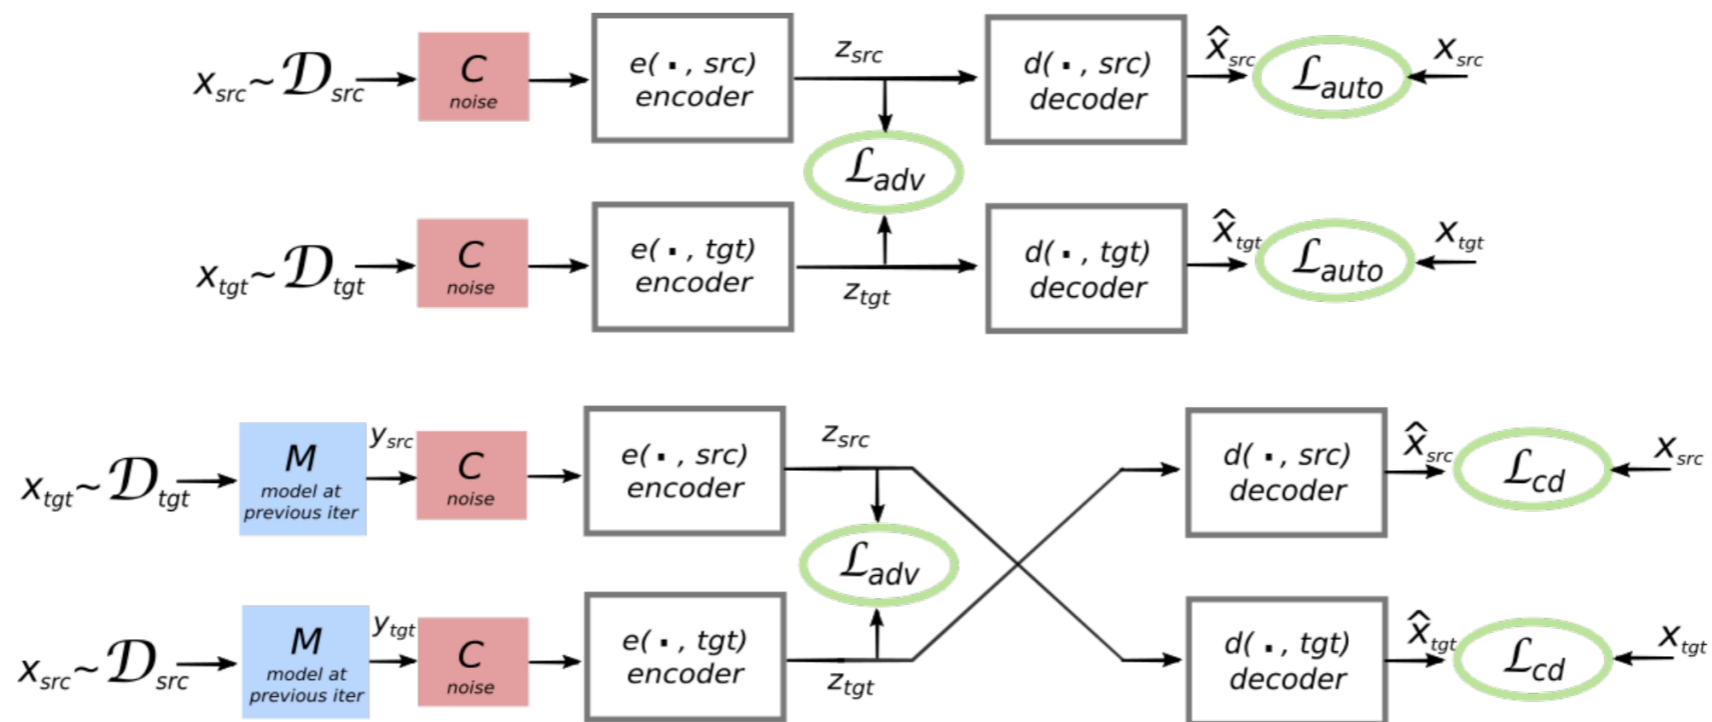 x_src ~ D_src
C
noise
e(·, src)
encoder
z_src
d(·, src)
decoder
x̂_src
L_auto
x_src
L_adv
x_tgt ~ D_tgt
C
noise
e(·, tgt)
encoder
z_tgt
d(·, tgt)
decoder
x̂_tgt
L_auto
x_tgt
x_tgt ~ D_tgt
M
model at
previous iter
y_src
C
noise
e(·, src)
encoder
z_src
d(·, src)
decoder
x̂_src
L_cd
x_src
L_adv
x_src ~ D_src
M
model at
previous iter
y_tgt
C
noise
e(·, tgt)
encoder
z_tgt
d(·, tgt)
decoder
x̂_tgt
L_cd
x_tgt